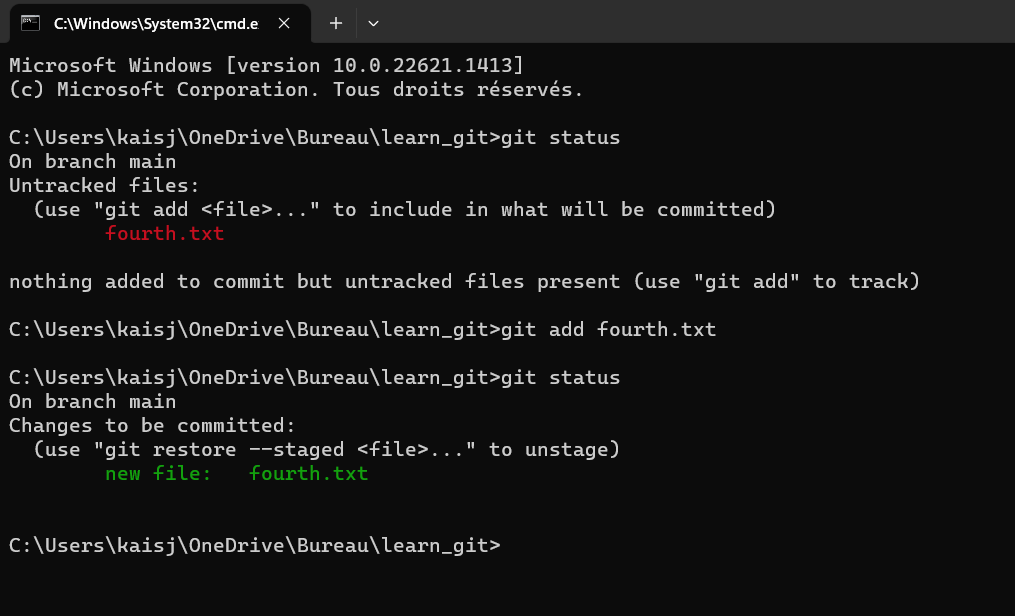 C:\Windows\System32\cmd.e
Microsoft Windows [version 10.0.22621.1413]
(c) Microsoft Corporation. Tous droits réservés.
C:\Users\kaisj\OneDrive\Bureau\learn_git>git status
On branch main
Untracked files:
  (use "git add <file>..." to include in what will be committed)
        fourth.txt
nothing added to commit but untracked files present (use "git add" to track)
C:\Users\kaisj\OneDrive\Bureau\learn_git>git add fourth.txt
C:\Users\kaisj\OneDrive\Bureau\learn_git>git status
On branch main
Changes to be committed:
  (use "git restore --staged <file>..." to unstage)
        new file:   fourth.txt
C:\Users\kaisj\OneDrive\Bureau\learn_git>